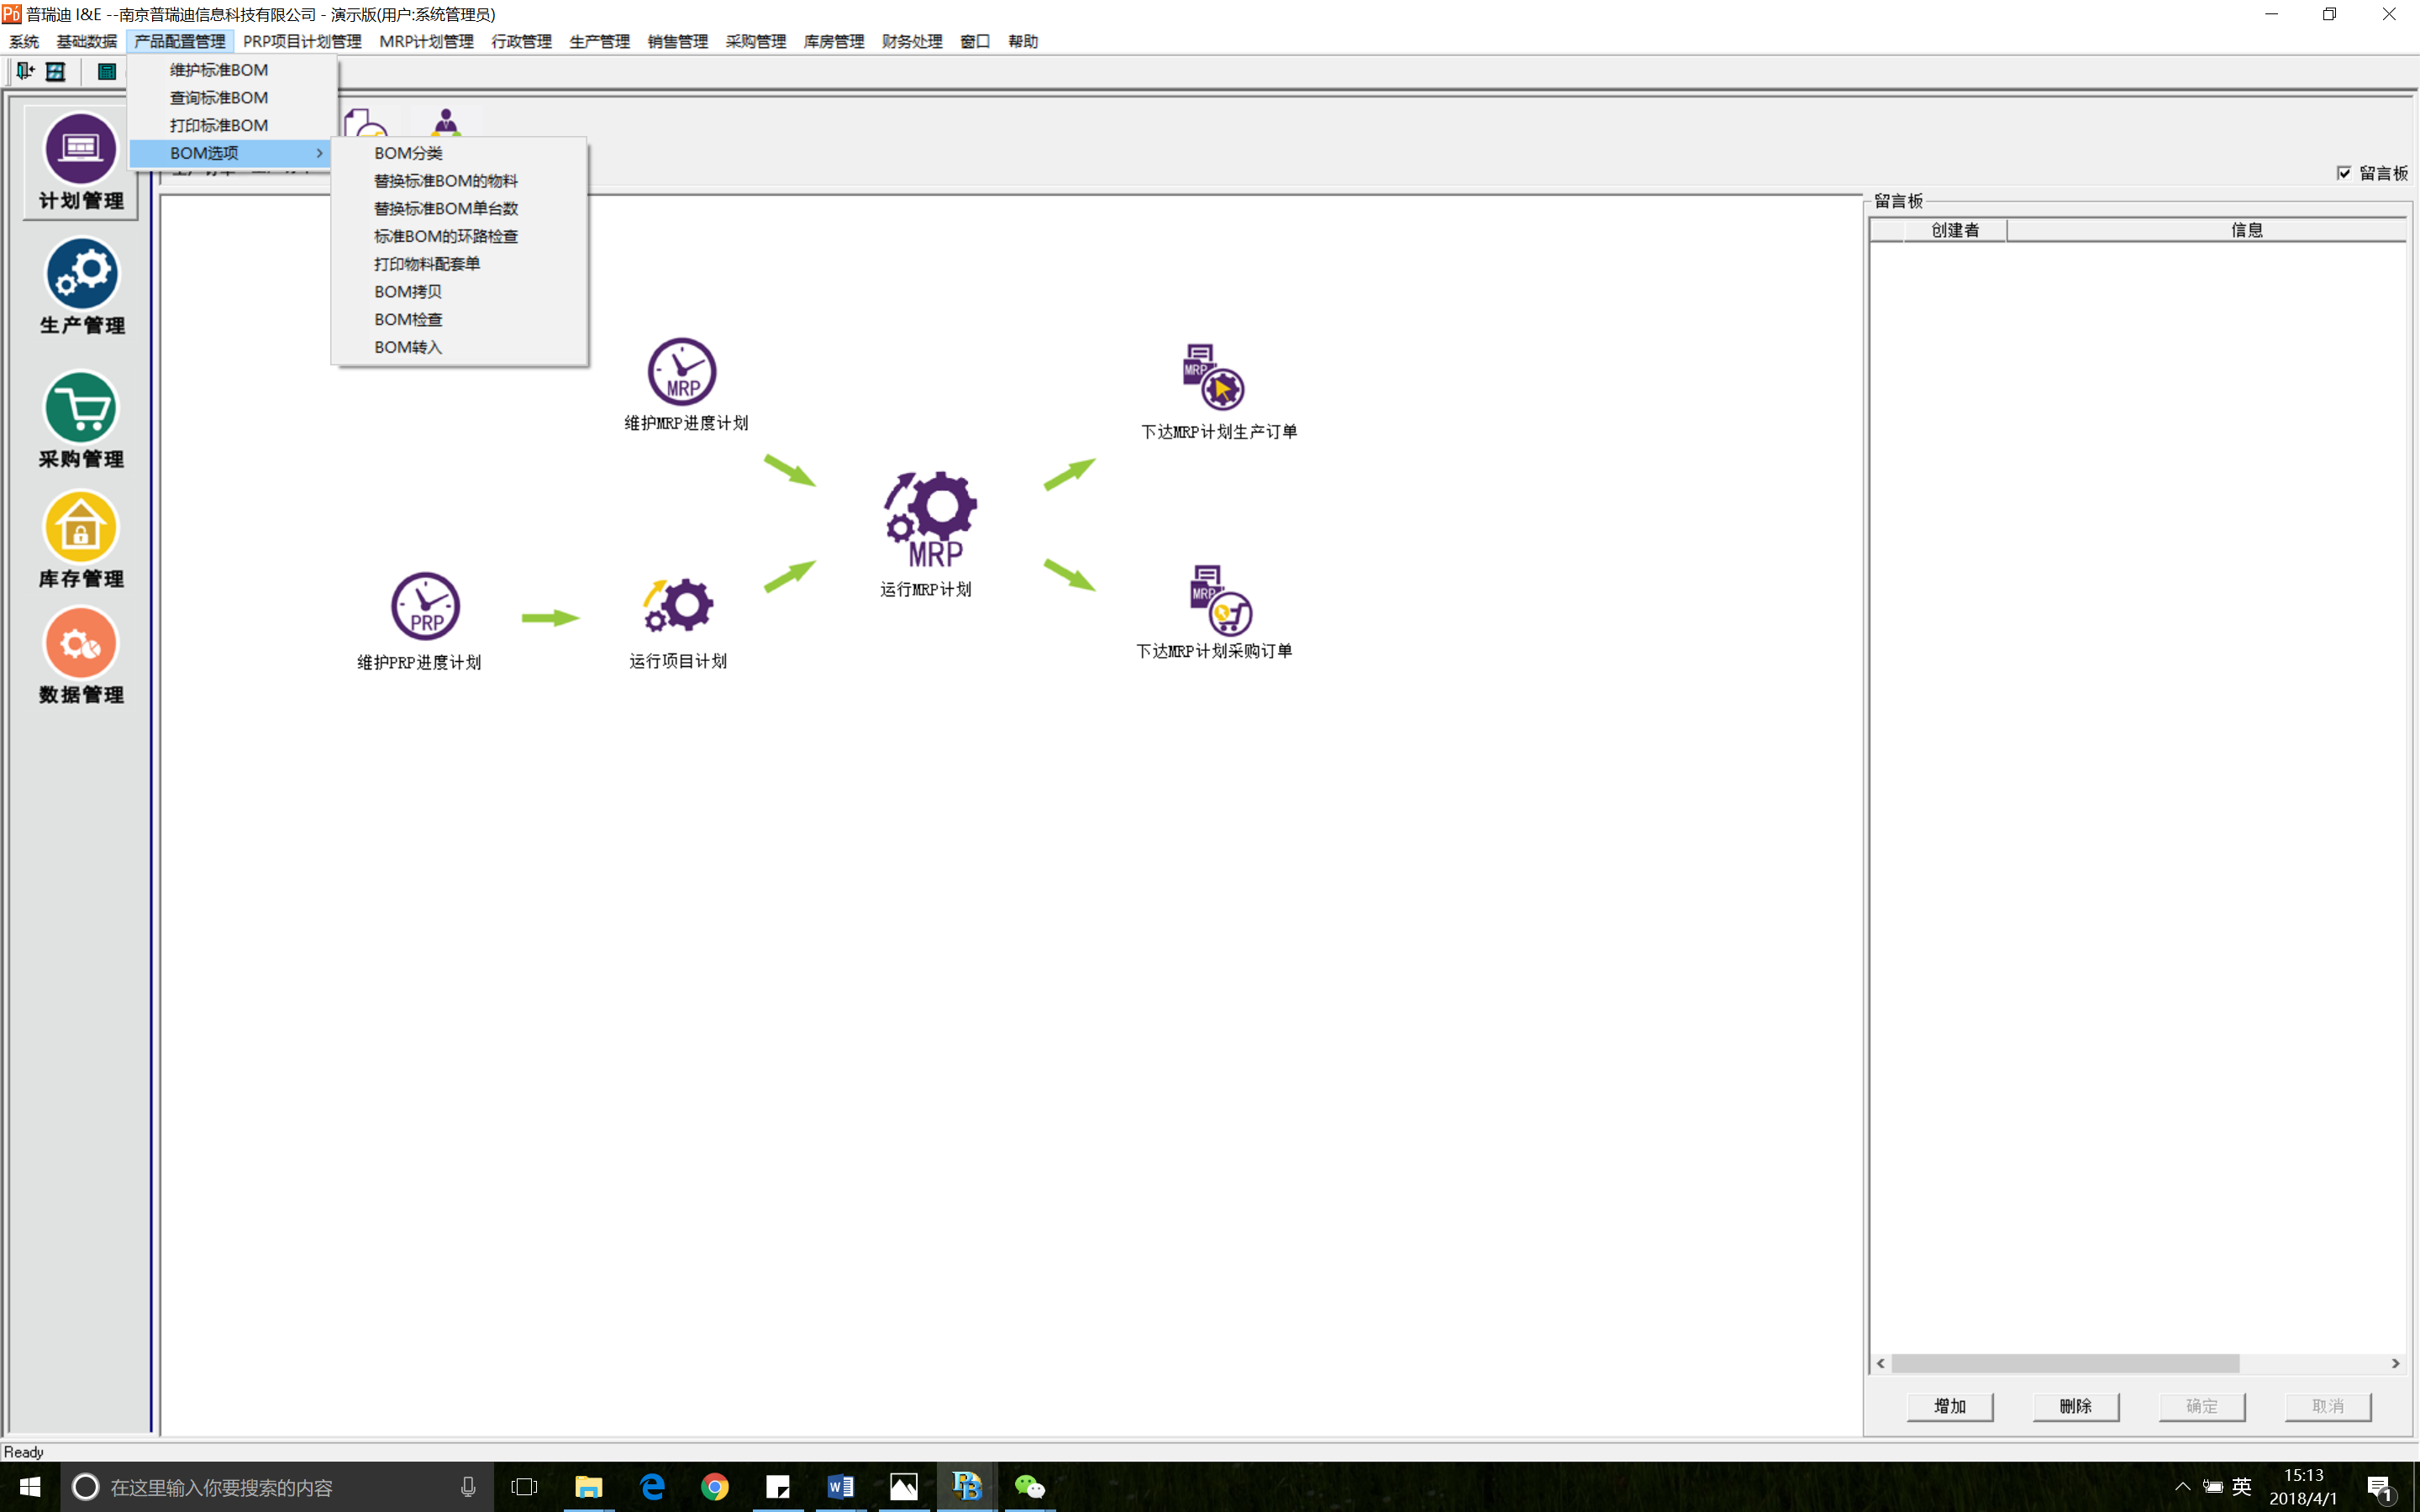 普瑞迪 I&E --南京普瑞迪信息科技有限公司 - 演示版(用户:系统管理员)
系统 基础数据 产品配置管理 PRP项目计划管理 MRP计划管理 行政管理 生产管理 销售管理 采购管理 库房管理 财务处理 窗口 帮助
维护标准BOM
查询标准BOM
打印标准BOM
BOM选项
BOM分类
替换标准BOM的物料
替换标准BOM单台数
标准BOM的环路检查
打印物料配套单
BOM拷贝
BOM检查
BOM转入
计划管理
生产管理
采购管理
库存管理
数据管理
MRP
维护MRP进度计划
PRP
维护PRP进度计划
运行项目计划
MRP
运行MRP计划
MRP
下达MRP计划生产订单
MRP
下达MRP计划采购订单
留言板
留言板
创建者 信息
增加 删除 确定 取消
Ready
在这里输入你要搜索的内容
英
15:13
2018/4/1
1